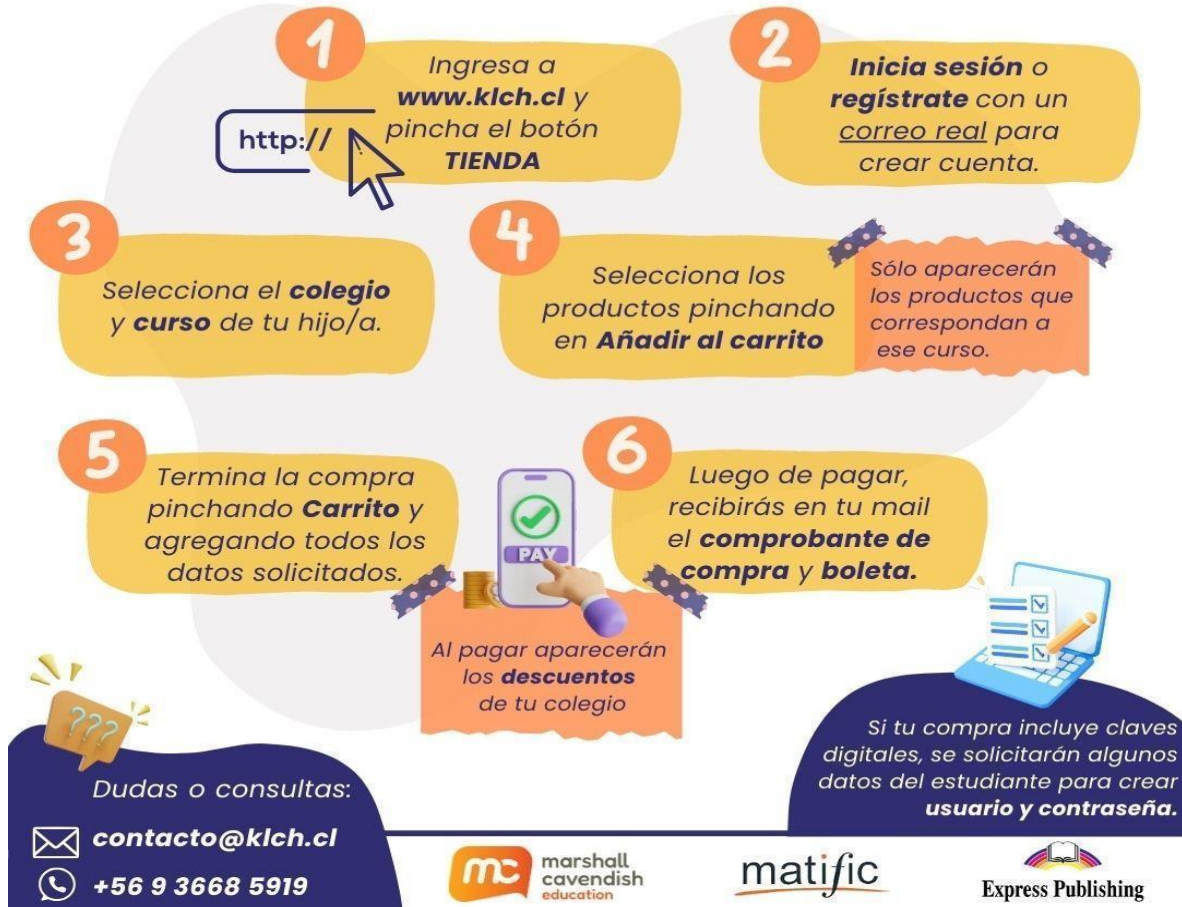 1
Ingresa a
www.klch.cl y
pincha el botón
TIENDA
http://
2
Inicia sesión o
regístrate con un
correo real para
crear cuenta.
3
Selecciona el colegio
y curso de tu hijo/a.
4
Selecciona los
productos pinchando
en Añadir al carrito
Sólo aparecerán
los productos que
correspondan a
ese curso.
5
Termina la compra
pinchando Carrito y
agregando todos los
datos solicitados.
PAY
6
Luego de pagar,
recibirás en tu mail
el comprobante de
compra y boleta.
Al pagar aparecerán
los descuentos
de tu colegio
???
Dudas o consultas:
contacto@klch.cl
+56 9 3668 5919
Si tu compra incluye claves
digitales, se solicitarán algunos
datos del estudiante para crear
usuario y contraseña.
mc
marshall
cavendish
education
matific
Express Publishing